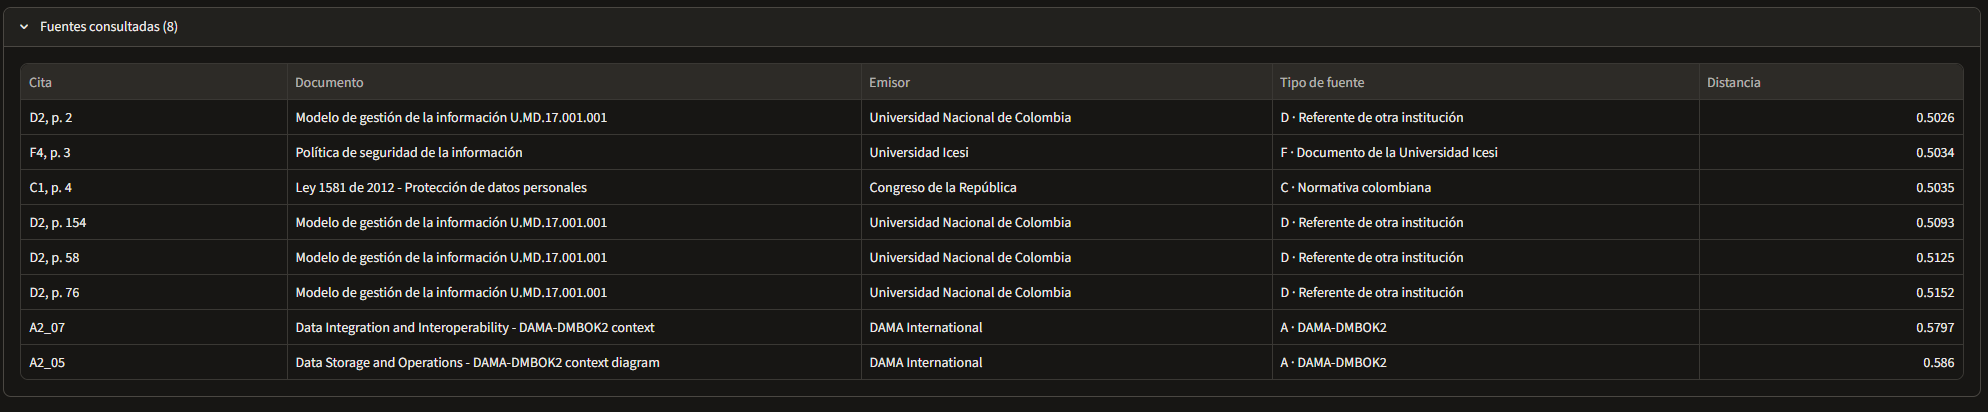 Fuentes consultadas (8)
Cita Documento Emisor Tipo de fuente Distancia
D2, p. 2 Modelo de gestión de la información U.MD.17.001.001 Universidad Nacional de Colombia D · Referente de otra institución 0.5026
F4, p. 3 Política de seguridad de la información Universidad Icesi F · Documento de la Universidad Icesi 0.5034
C1, p. 4 Ley 1581 de 2012 - Protección de datos personales Congreso de la República C · Normativa colombiana 0.5035
D2, p. 154 Modelo de gestión de la información U.MD.17.001.001 Universidad Nacional de Colombia D · Referente de otra institución 0.5093
D2, p. 58 Modelo de gestión de la información U.MD.17.001.001 Universidad Nacional de Colombia D · Referente de otra institución 0.5125
D2, p. 76 Modelo de gestión de la información U.MD.17.001.001 Universidad Nacional de Colombia D · Referente de otra institución 0.5152
A2_07 Data Integration and Interoperability - DAMA-DMBOK2 context DAMA International A · DAMA-DMBOK2 0.5797
A2_05 Data Storage and Operations - DAMA-DMBOK2 context diagram DAMA International A · DAMA-DMBOK2 0.586